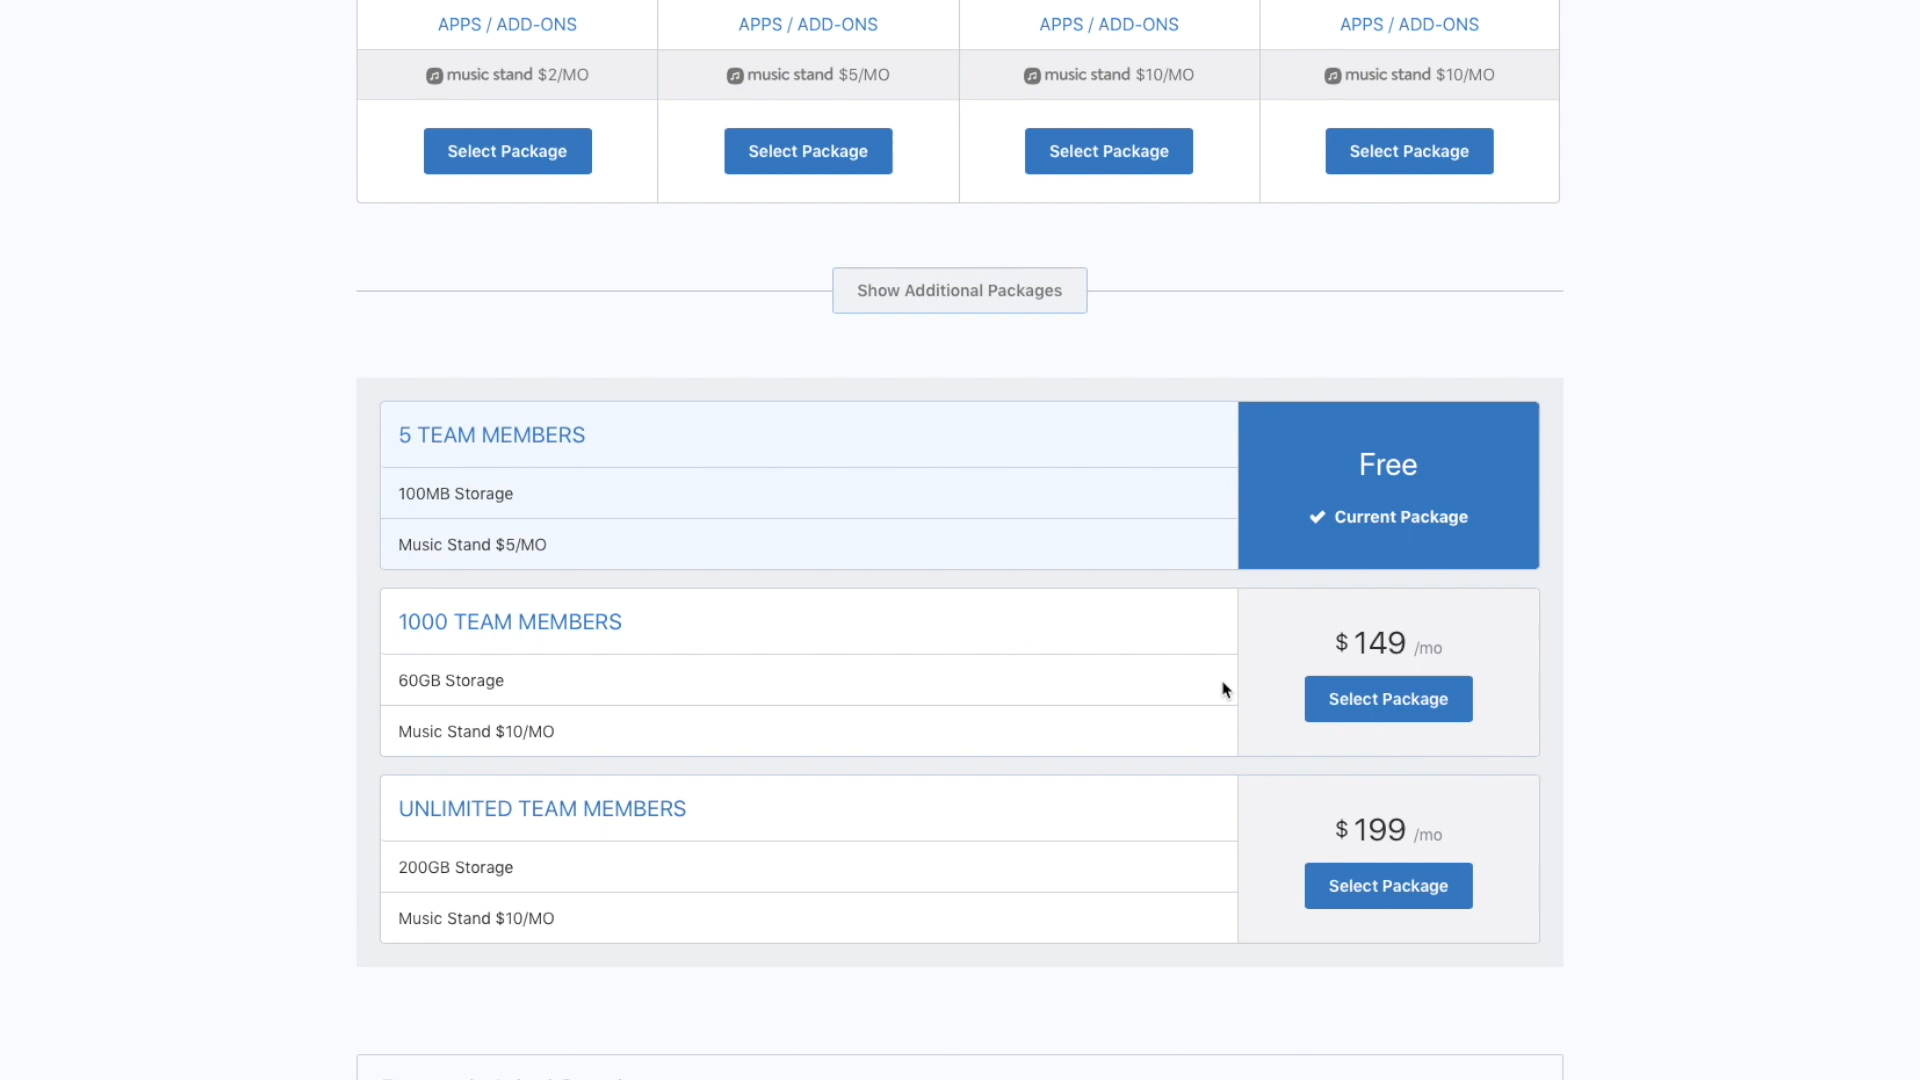 APPS / ADD-ONS APPS / ADD-ONS APPS / ADD-ONS APPS / ADD-ONS
music stand $2/MO music stand $5/MO music stand $10/MO music stand $10/MO
Select Package Select Package Select Package Select Package
Show Additional Packages
5 TEAM MEMBERS
100MB Storage
Music Stand $5/MO
Free
Current Package
1000 TEAM MEMBERS
60GB Storage
Music Stand $10/MO
$ 149 /mo
Select Package
UNLIMITED TEAM MEMBERS
200GB Storage
Music Stand $10/MO
$ 199 /mo
Select Package